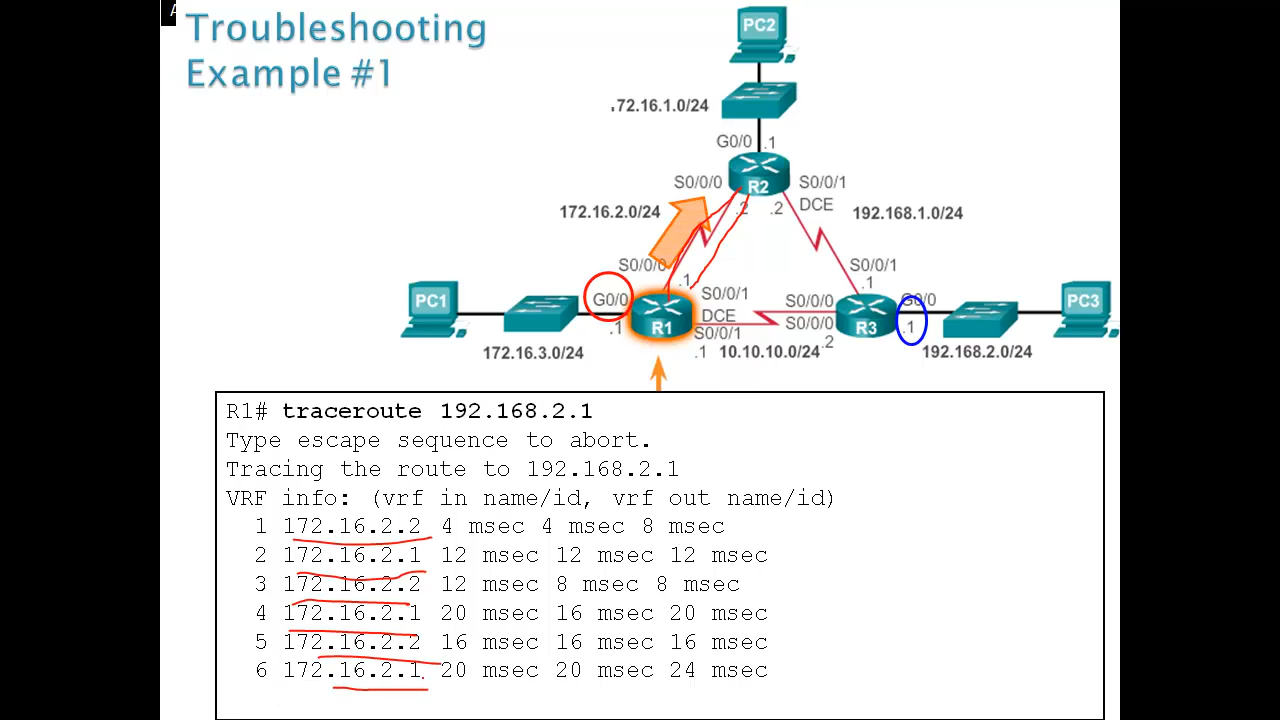 Troubleshooting
Example #1
PC2
.72.16.1.0/24
G0/0
.1
R2
S0/0/0
S0/0/1
DCE
.2
.2
172.16.2.0/24
192.168.1.0/24
S0/0/0
.1
S0/0/1
.1
PC1
G0/0
.1
R1
S0/0/1
DCE
S0/0/1
.1
10.10.10.0/24
S0/0/0
S0/0/0
.2
R3
G0/0
.1
PC3
172.16.3.0/24
192.168.2.0/24
R1# traceroute 192.168.2.1
Type escape sequence to abort.
Tracing the route to 192.168.2.1
VRF info: (vrf in name/id, vrf out name/id)
1 172.16.2.2 4 msec 4 msec 8 msec
2 172.16.2.1 12 msec 12 msec 12 msec
3 172.16.2.2 12 msec 8 msec 8 msec
4 172.16.2.1 20 msec 16 msec 20 msec
5 172.16.2.2 16 msec 16 msec 16 msec
6 172.16.2.1 20 msec 20 msec 24 msec